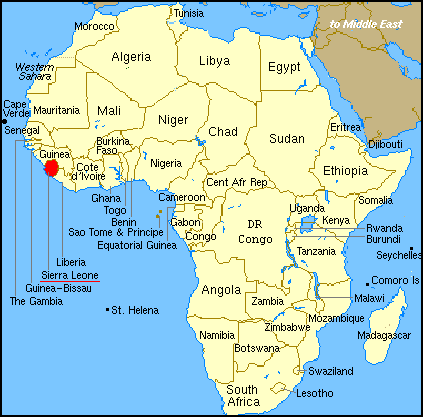 to Middle East
Tunisia
Morocco
Algeria
Libya
Egypt
Western
Sahara
Cape
Verde
Mauritania
Mali
Niger
Chad
Sudan
Eritrea
Senegal
Djibouti
Guinea
Burkina
Faso
Cote
d'Ivoire
Nigeria
Ethiopia
Cent Afr Rep
Ghana
Togo
Benin
Sao Tome & Principe
Equatorial Guinea
Cameroon
Gabon
Congo
DR
Congo
Uganda
Kenya
Somalia
Rwanda
Burundi
Tanzania
Seychelles
Liberia
Sierra Leone
Guinea-Bissau
The Gambia
St. Helena
Angola
Zambia
Comoro Is
Malawi
Mozambique
Madagascar
Zimbabwe
Namibia
Botswana
Swaziland
South
Africa
Lesotho